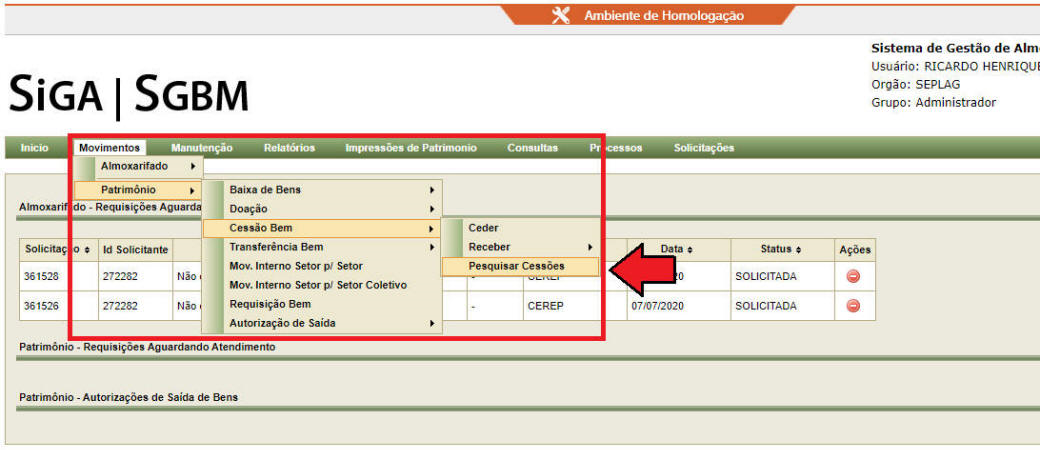 Ambiente de Homologação
Sistema de Gestão de Alm
Usuário: RICARDO HENRIQUE
Orgão: SEPLAG
Grupo: Administrador
SIGA | SGBM
Início Movimentos Manutenção Relatórios Impressões de Patrimonio Consultas Processos Solicitações
Almoxarifado
Patrimônio Baixa de Bens
Almoxarifado - Requisições Aguarda Doação
Cessão Bem Ceder
Solicitação Id Solicitante Transferência Bem Receber Data Status Ações
Mov. Interno Setor p/ Setor Pesquisar Cessões
361528 272282 Não - CEREP 20 SOLICITADA
Mov. Interno Setor p/ Setor Coletivo
361526 272282 Não Requisição Bem - CEREP 07/07/2020 SOLICITADA
Autorização de Saída
Patrimônio - Requisições Aguardando Atendimento
Patrimônio - Autorizações de Saída de Bens